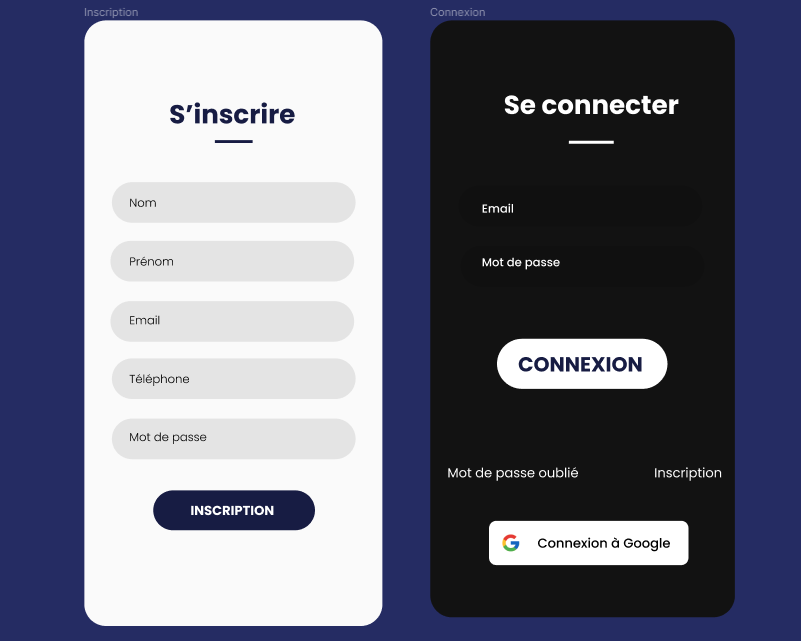 Inscription
S’inscrire
Nom
Prénom
Email
Téléphone
Mot de passe
INSCRIPTION
Connexion
Se connecter
Email
Mot de passe
CONNEXION
Mot de passe oublié
Inscription
Connexion à Google